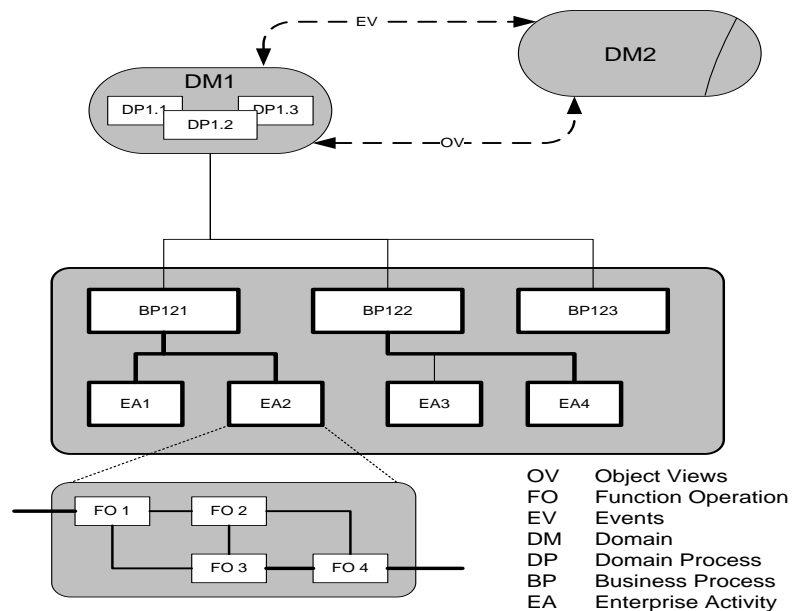 EV
DM2
DM1
DP1.1
DP1.3
DP1.2
OV
BP121
BP122
BP123
EA1
EA2
EA3
EA4
FO 1
FO 2
FO 3
FO 4
OV Object Views
FO Function Operation
EV Events
DM Domain
DP Domain Process
BP Business Process
EA Enterprise Activity